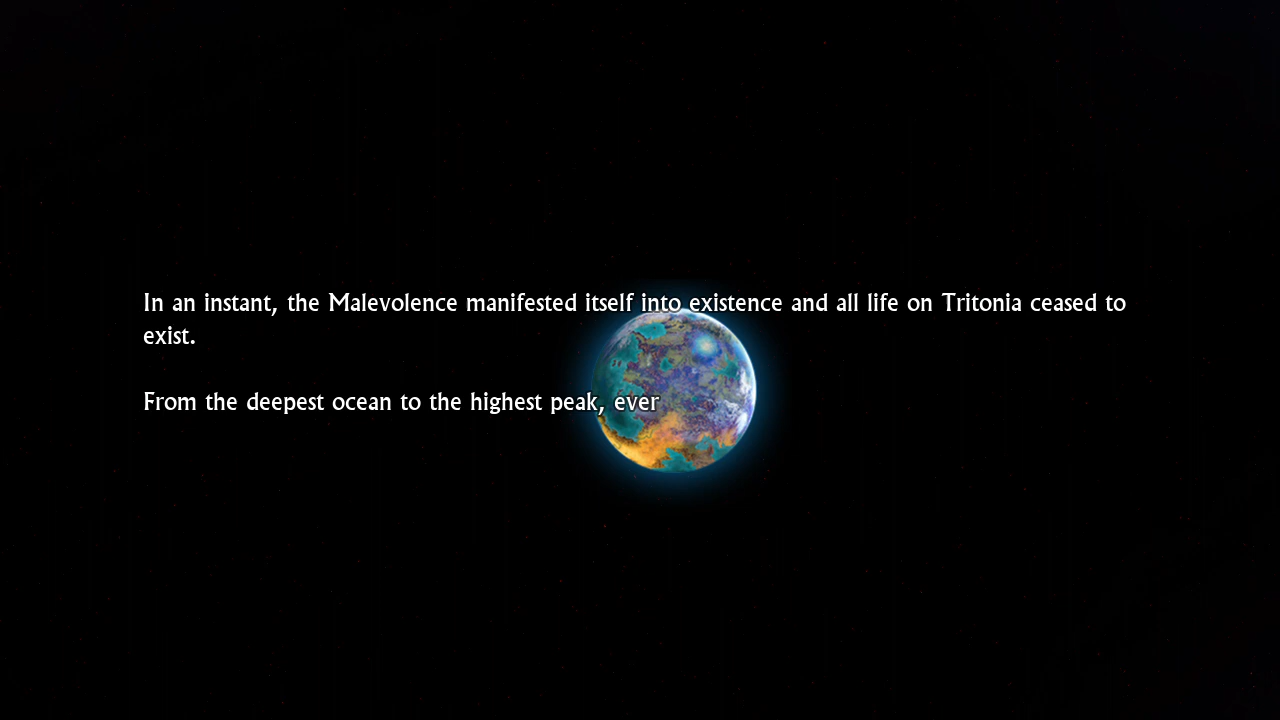 In an instant, the Malevolence manifested itself into existence and all life on Tritonia ceased to
exist.
From the deepest ocean to the highest peak, ever